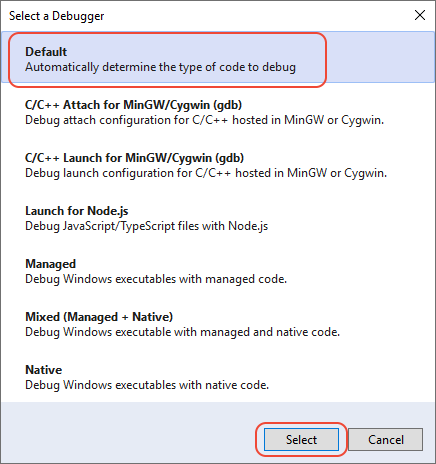 Select a Debugger
Default
Automatically determine the type of code to debug
C/C++ Attach for MinGW/Cygwin (gdb)
Debug attach configuration for C/C++ hosted in MinGW or Cygwin.
C/C++ Launch for MinGW/Cygwin (gdb)
Debug launch configuration for C/C++ hosted in MinGW or Cygwin.
Launch for Node.js
Debug JavaScript/TypeScript files with Node.js
Managed
Debug Windows executables with managed code.
Mixed (Managed + Native)
Debug Windows executable with managed and native code.
Native
Debug Windows executables with native code.
Select
Cancel